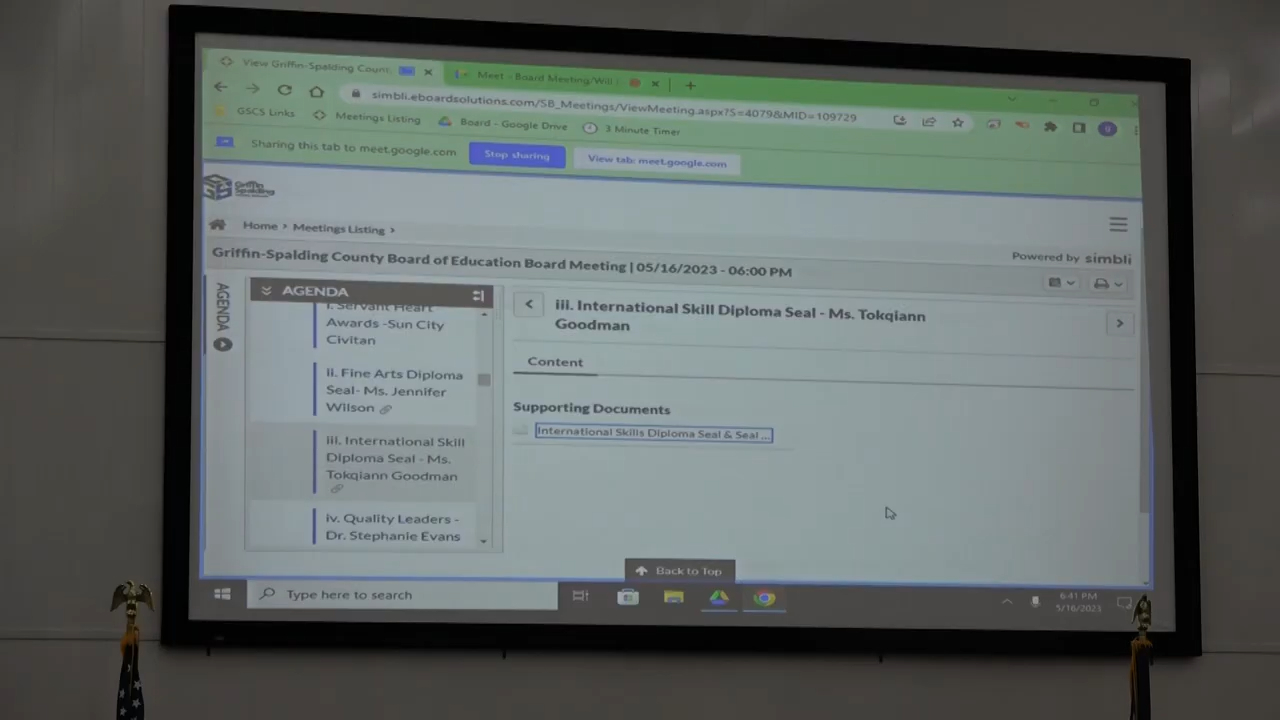 View Griffin-Spalding Count
Meet - Board Meeting/Will
simbli.eboardsolutions.com/SB_Meetings/ViewMeeting.aspx?S=4079&MID=109729
GSCS Links
Meetings Listing
Board - Google Drive
3 Minute Timer
Sharing this tab to meet.google.com
Stop sharing
View tab: meet.google.com
Griffin
Spalding
Home > Meetings Listing >
Powered by simbli
Griffin-Spalding County Board of Education Board Meeting | 05/16/2023 - 06:00 PM
AGENDA
AGENDA
i. Servant Heart
Awards -Sun City
Civitan
ii. Fine Arts Diploma
Seal- Ms. Jennifer
Wilson
iii. International Skill
Diploma Seal - Ms.
Tokqiann Goodman
iv. Quality Leaders -
Dr. Stephanie Evans
iii. International Skill Diploma Seal - Ms. Tokqiann
Goodman
Content
Supporting Documents
International Skills Diploma Seal & Seal ...
Back to Top
Type here to search
6:41 PM
5/16/2023